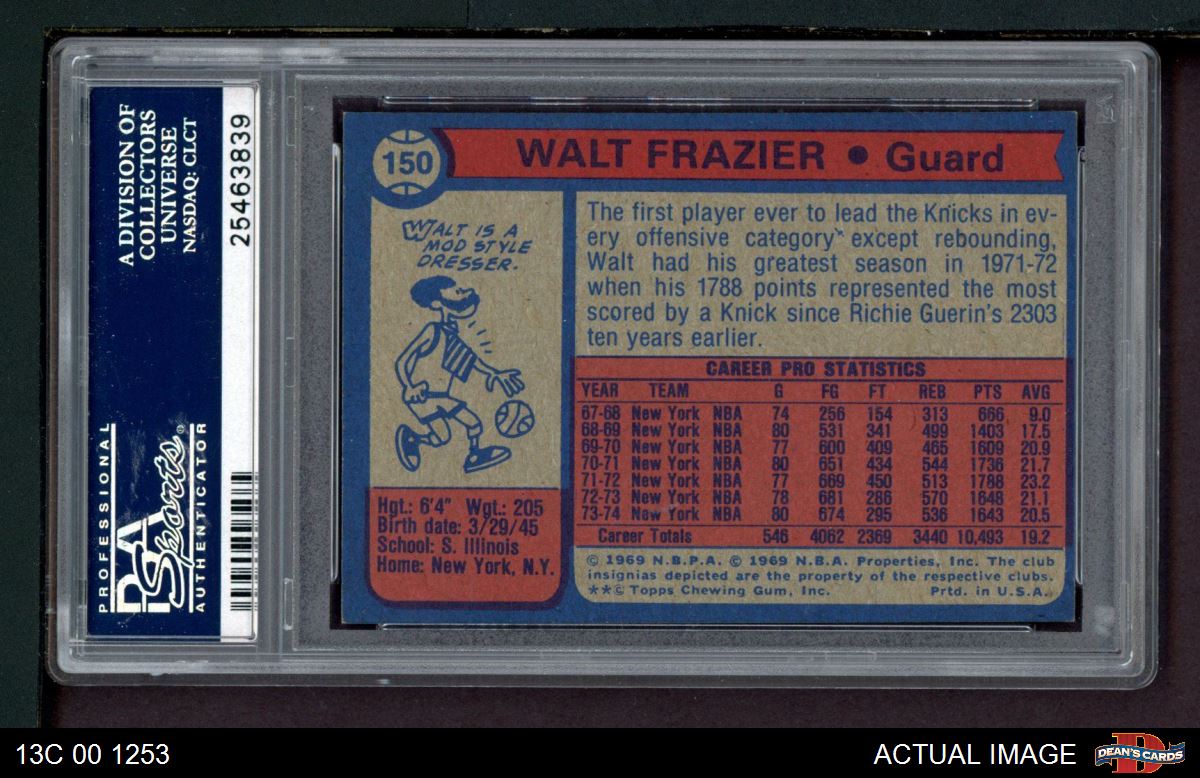 A DIVISION OF
COLLECTORS
UNIVERSE
NASDAQ: CLCT
25463839
PROFESSIONAL
PSA
Sports®
AUTHENTICATOR
150
WALT FRAZIER • Guard
WALT IS A
MOD STYLE
DRESSER.
Hgt.: 6'4" Wgt.: 205
Birth date: 3/29/45
School: S. Illinois
Home: New York, N.Y.
The first player ever to lead the Knicks in ev-
ery offensive category except rebounding,
Walt had his greatest season in 1971-72
when his 1788 points represented the most
scored by a Knick since Richie Guerin's 2303
ten years earlier.
CAREER PRO STATISTICS
YEAR TEAM G FG FT REB PTS AVG
67-68 New York NBA 74 256 154 313 666 9.0
68-69 New York NBA 80 531 341 499 1403 17.5
69-70 New York NBA 77 600 409 465 1609 20.9
70-71 New York NBA 80 651 434 544 1736 21.7
71-72 New York NBA 77 669 450 513 1788 23.2
72-73 New York NBA 78 681 286 570 1648 21.1
73-74 New York NBA 80 674 295 536 1643 20.5
Career Totals 546 4062 2369 3440 10,493 19.2
© 1969 N.B.P.A. © 1969 N.B.A. Properties, Inc. The club
insignias depicted are the property of the respective clubs.
**© Topps Chewing Gum, Inc. Prtd. in U.S.A.
13C 00 1253
ACTUAL IMAGE
DEAN'S CARDS